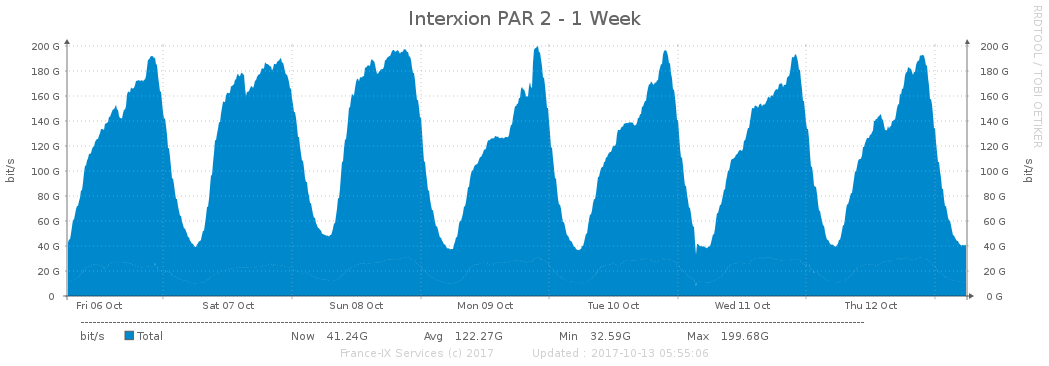 Interxion PAR 2 - 1 Week
RRDTOOL / TOBI OETIKER
200 G 200 G
180 G 180 G
160 G 160 G
140 G 140 G
120 G 120 G
100 G 100 G
80 G 80 G
60 G 60 G
40 G 40 G
20 G 20 G
0 0 G
bit/s bit/s
Fri 06 Oct Sat 07 Oct Sun 08 Oct Mon 09 Oct Tue 10 Oct Wed 11 Oct Thu 12 Oct
bit/s Total Now 41.24G Avg 122.27G Min 32.59G Max 199.68G
France-IX Services (c) 2017 Updated : 2017-10-13 05:55:06